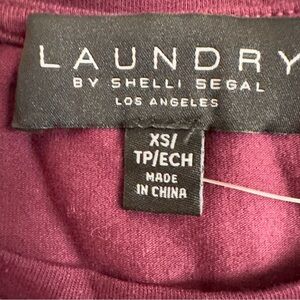 LAUNDRY
BY SHELLI SEGAL
LOS ANGELES
XS/
TP/ECH
MADE
IN CHINA